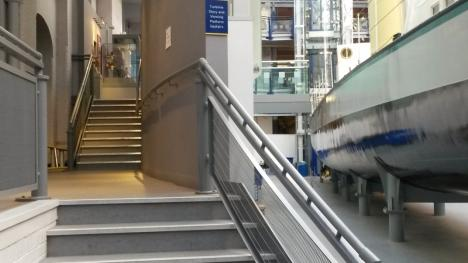 Turbinia
Story and
Viewing
Platform
Upstairs